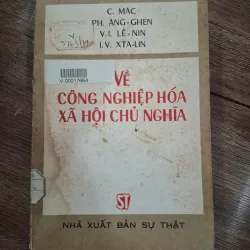 C. MÁC
PH. ĂNG-GHEN
V.I. LÊ-NIN
I.V. XTA-LIN
V.00017664
VỀ
CÔNG NGHIỆP HÓA
XÃ HỘI CHỦ NGHĨA
ST
NHÀ XUẤT BẢN SỰ THẬT